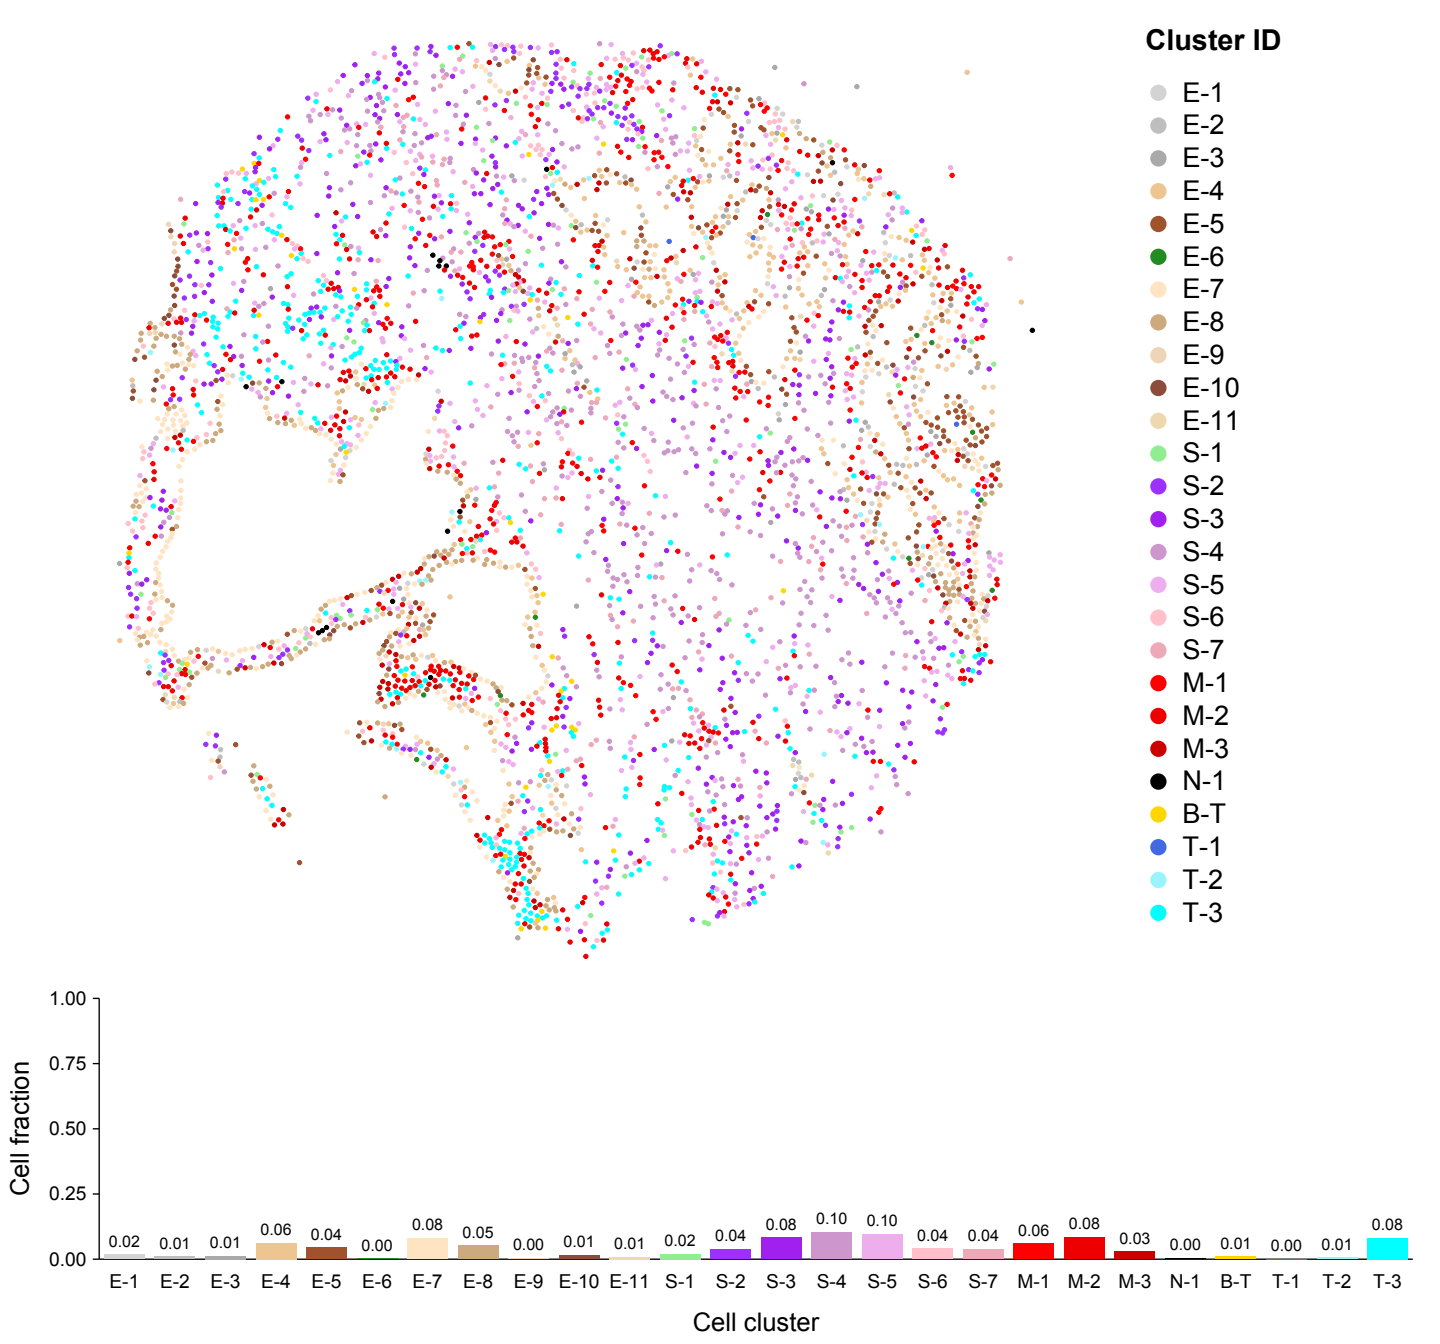 Cluster ID
E-1
E-2
E-3
E-4
E-5
E-6
E-7
E-8
E-9
E-10
E-11
S-1
S-2
S-3
S-4
S-5
S-6
S-7
M-1
M-2
M-3
N-1
B-T
T-1
T-2
T-3
1.00
0.75
0.50
0.25
0.00
Cell fraction
0.02 0.01 0.01 0.06 0.04 0.00 0.08 0.05 0.00 0.01 0.01 0.02 0.04 0.08 0.10 0.10 0.04 0.04 0.06 0.08 0.03 0.00 0.01 0.00 0.01 0.08
E-1 E-2 E-3 E-4 E-5 E-6 E-7 E-8 E-9 E-10 E-11 S-1 S-2 S-3 S-4 S-5 S-6 S-7 M-1 M-2 M-3 N-1 B-T T-1 T-2 T-3
Cell cluster